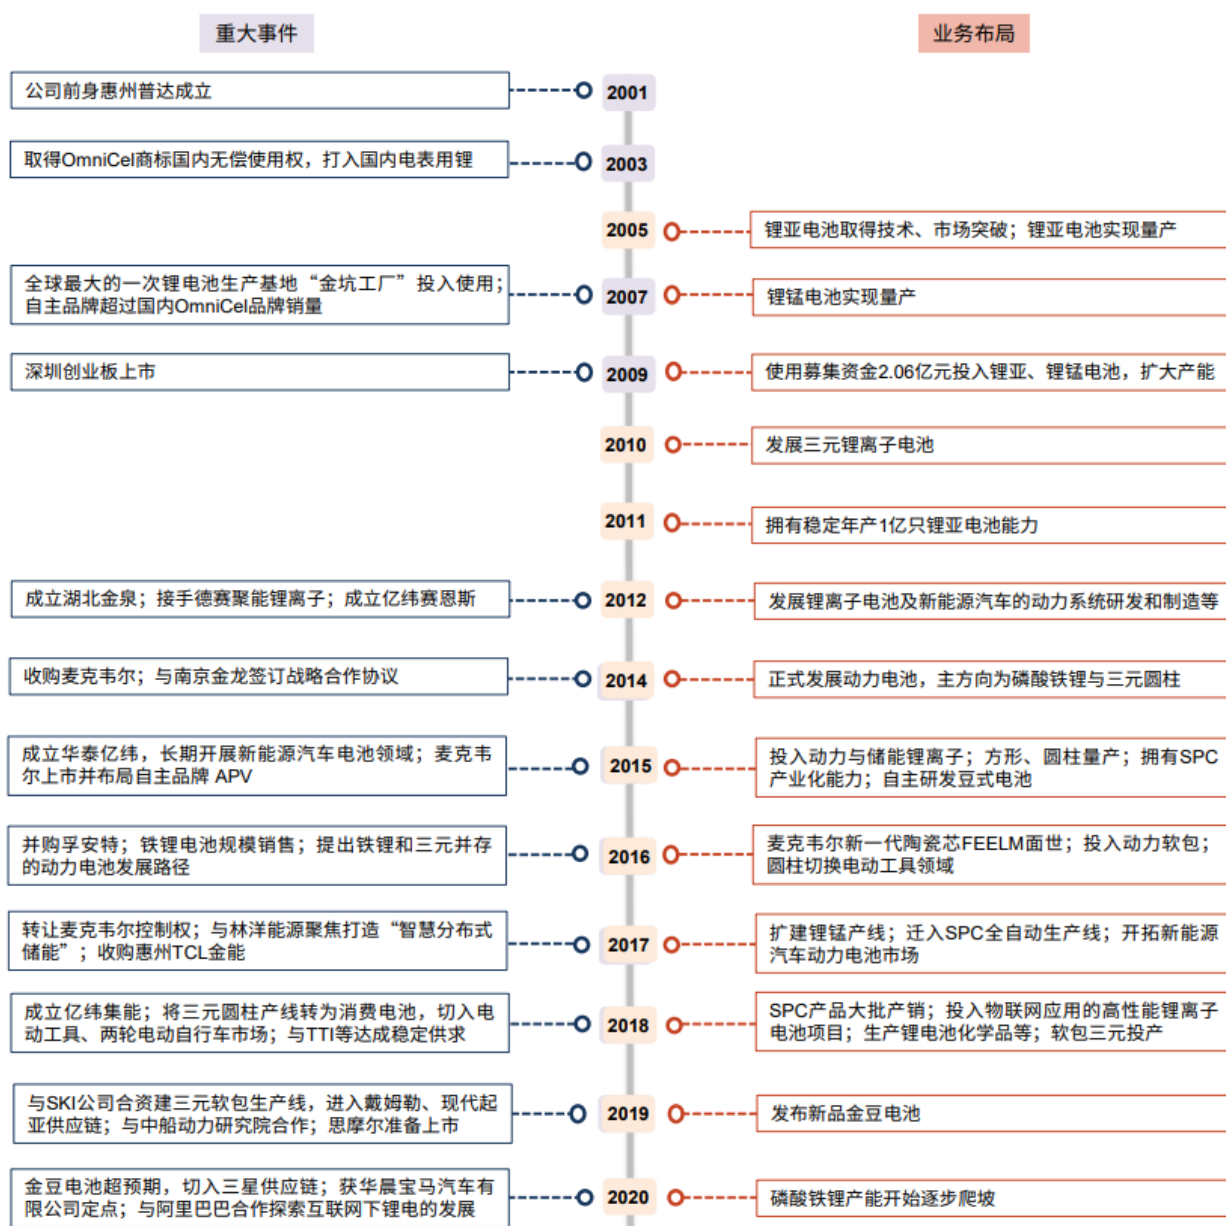 重大事件
业务布局
公司前身惠州普达成立
2001
取得OmniCel商标国内无偿使用权，打入国内电表用锂
2003
2005
锂亚电池取得技术、市场突破；锂亚电池实现量产
全球最大的一次锂电池生产基地“金坑工厂”投入使用；
自主品牌超过国内OmniCel品牌销量
2007
锂锰电池实现量产
深圳创业板上市
2009
使用募集资金2.06亿元投入锂亚、锂锰电池，扩大产能
2010
发展三元锂离子电池
2011
拥有稳定年产1亿只锂亚电池能力
成立湖北金泉；接手德赛聚能锂离子；成立亿纬赛恩斯
2012
发展锂离子电池及新能源汽车的动力系统研发和制造等
收购麦克韦尔；与南京金龙签订战略合作协议
2014
正式发展动力电池，主方向为磷酸铁锂与三元圆柱
成立华泰亿纬，长期开展新能源汽车电池领域；麦克韦
尔上市并布局自主品牌 APV
2015
投入动力与储能锂离子；方形、圆柱量产；拥有SPC
产业化能力；自主研发豆式电池
并购孚安特；铁锂电池规模销售；提出铁锂和三元并存
的动力电池发展路径
2016
麦克韦尔新一代陶瓷芯FEELM面世；投入动力软包；
圆柱切换电动工具领域
转让麦克韦尔控制权；与林洋能源聚焦打造“智慧分布式
储能”；收购惠州TCL金能
2017
扩建锂锰产线；迁入SPC全自动生产线；开拓新能源
汽车动力电池市场
成立亿纬集能；将三元圆柱产线转为消费电池，切入电
动工具、两轮电动自行车市场；与TTI等达成稳定供求
2018
SPC产品大批产销；投入物联网应用的高性能锂离子
电池项目；生产锂电池化学品等；软包三元投产
与SKI公司合资建三元软包生产线，进入戴姆勒、现代起
亚供应链；与中船动力研究院合作；思摩尔准备上市
2019
发布新品金豆电池
金豆电池超预期，切入三星供应链；获华晨宝马汽车有
限公司定点；与阿里巴巴合作探索互联网下锂电的发展
2020
磷酸铁锂产能开始逐步爬坡